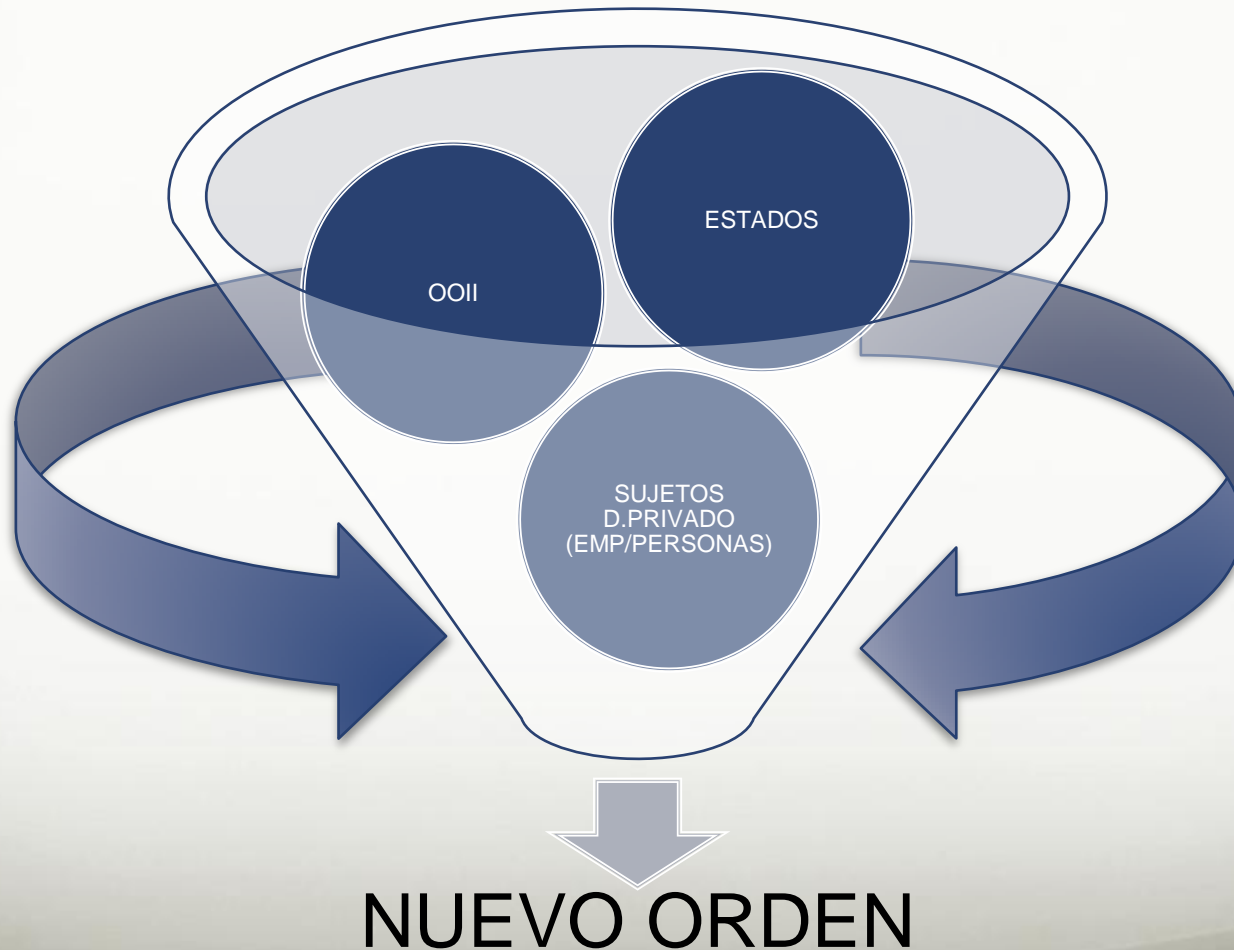 ESTADOS
OOII
SUJETOS
D.PRIVADO
(EMP/PERSONAS)
NUEVO ORDEN